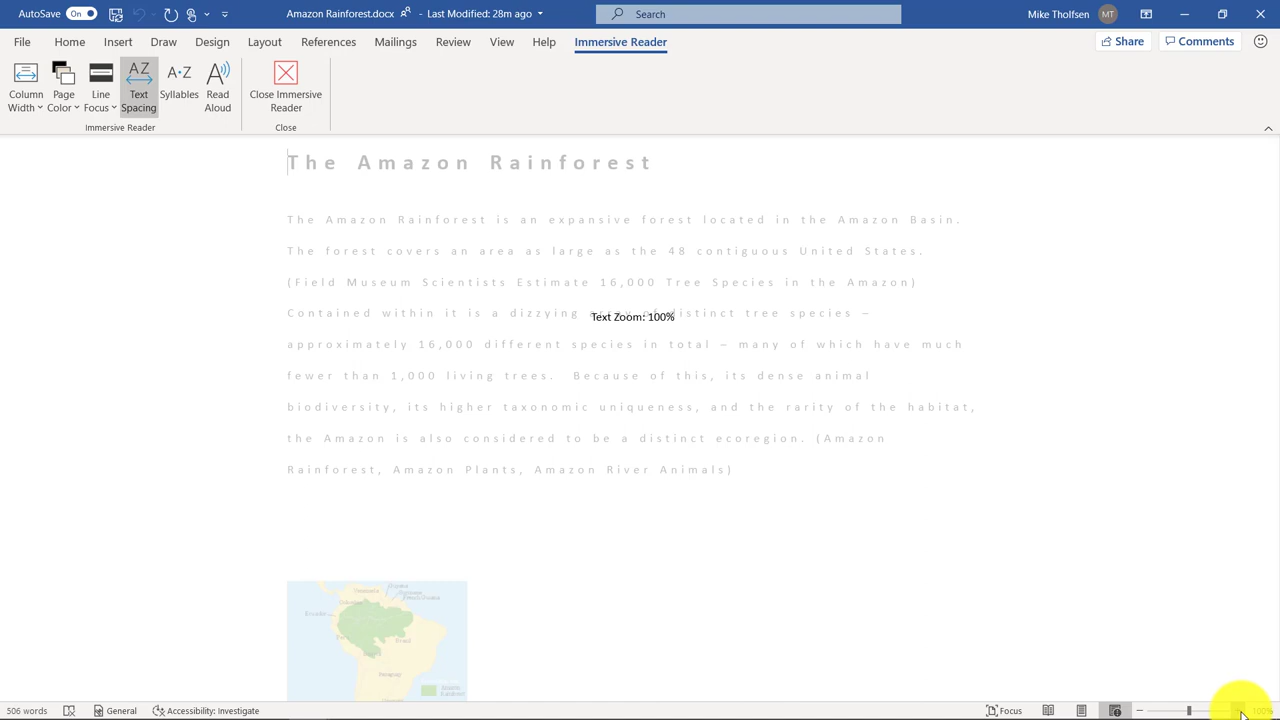 AutoSave On
Amazon Rainforest.docx - Last Modified: 28m ago
Search
Mike Tholfsen MT
File Home Insert Draw Design Layout References Mailings Review View Help Immersive Reader
Share Comments
Column Width
Page Color
Line Focus
AZ Text Spacing
A-Z Syllables
A Read Aloud
Close Immersive Reader
Immersive Reader Close
The Amazon Rainforest
The Amazon Rainforest is an expansive forest located in the Amazon Basin.
The forest covers an area as large as the 48 contiguous United States.
(Field Museum Scientists Estimate 16,000 Tree Species in the Amazon)
Contained within it is a dizzying of distinct tree species –
Text Zoom: 100%
approximately 16,000 different species in total – many of which have much
fewer than 1,000 living trees. Because of this, its dense animal
biodiversity, its higher taxonomic uniqueness, and the rarity of the habitat,
the Amazon is also considered to be a distinct ecoregion. (Amazon
Rainforest, Amazon Plants, Amazon River Animals)
Venezuela
Ecuador
Brazil
Paraguay
Amazon
506 words General Accessibility: Investigate Focus 100%